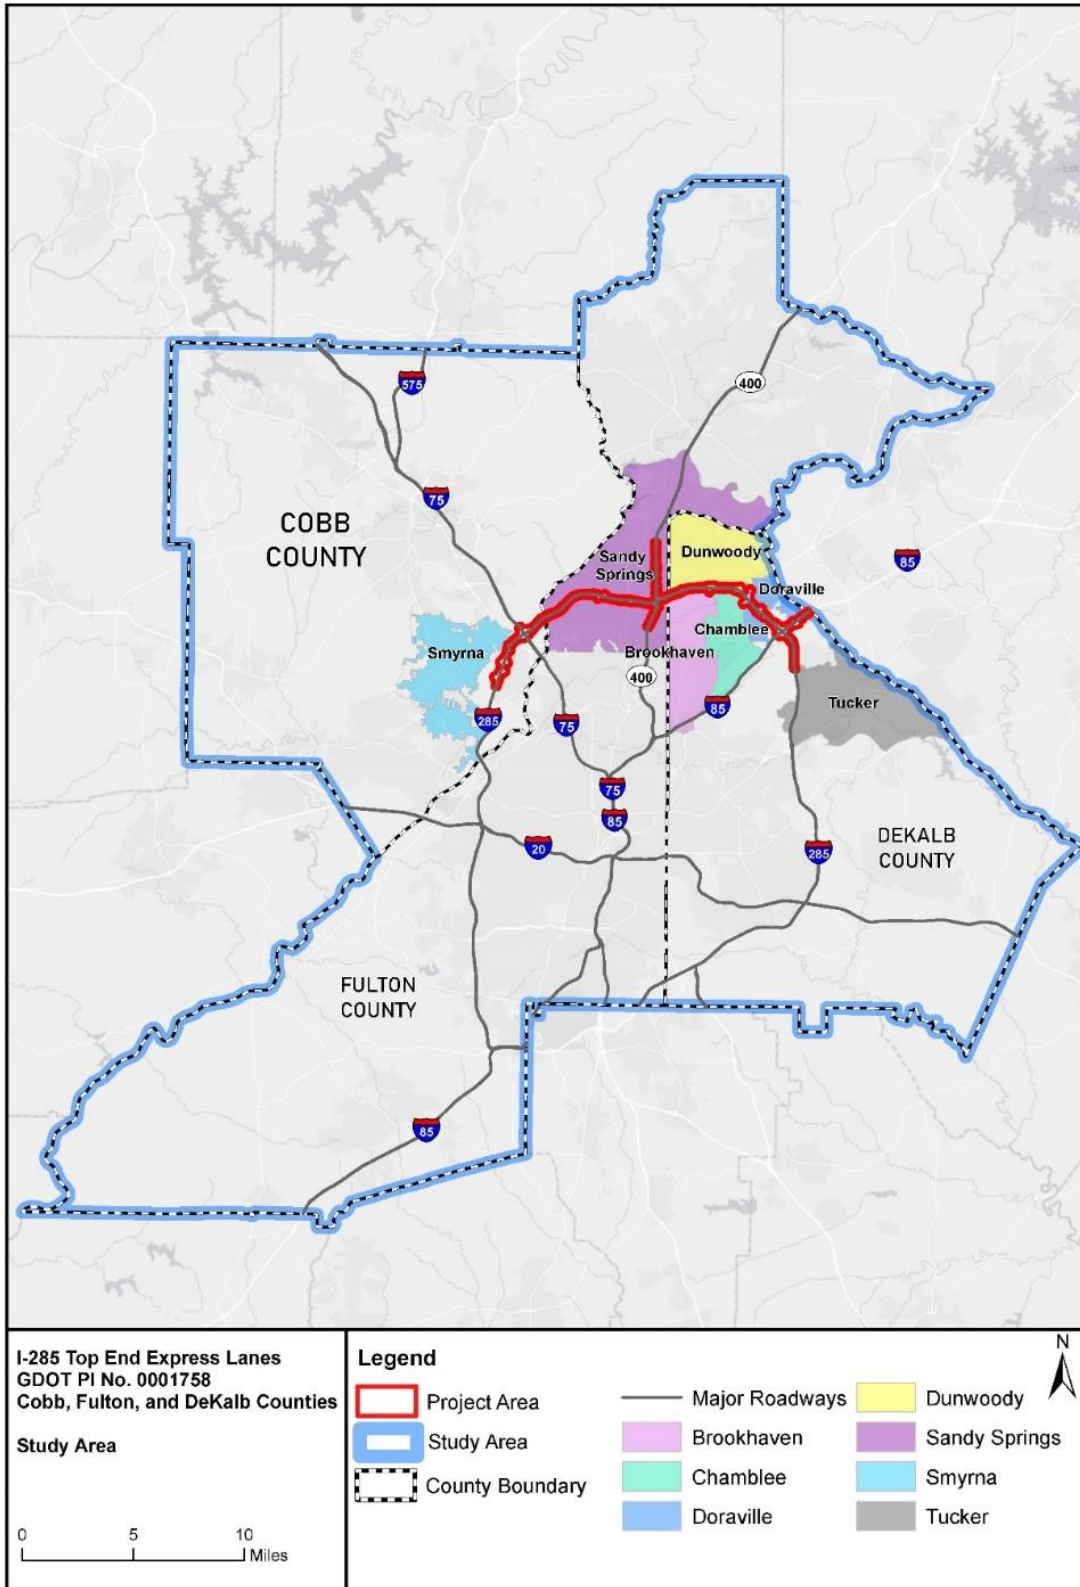 575
400
75
COBB
COUNTY
85
Sandy
Springs
Dunwoody
Doraville
Chamblee
Smyrna
Brookhaven
400
Tucker
85
285
75
75
85
20
285
DEKALB
COUNTY
FULTON
COUNTY
85
I-285 Top End Express Lanes
GDOT PI No. 0001758
Cobb, Fulton, and DeKalb Counties
Study Area
0 5 10
Miles
Legend
Project Area
Study Area
County Boundary
Major Roadways
Brookhaven
Chamblee
Doraville
Dunwoody
Sandy Springs
Smyrna
Tucker
N